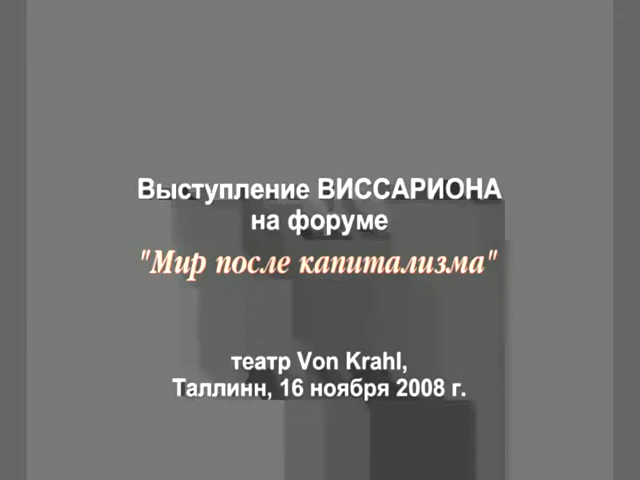 Выступление ВИССАРИОНА
на форуме
"Мир после капитализма"
театр Von Krahl,
Таллинн, 16 ноября 2008 г.